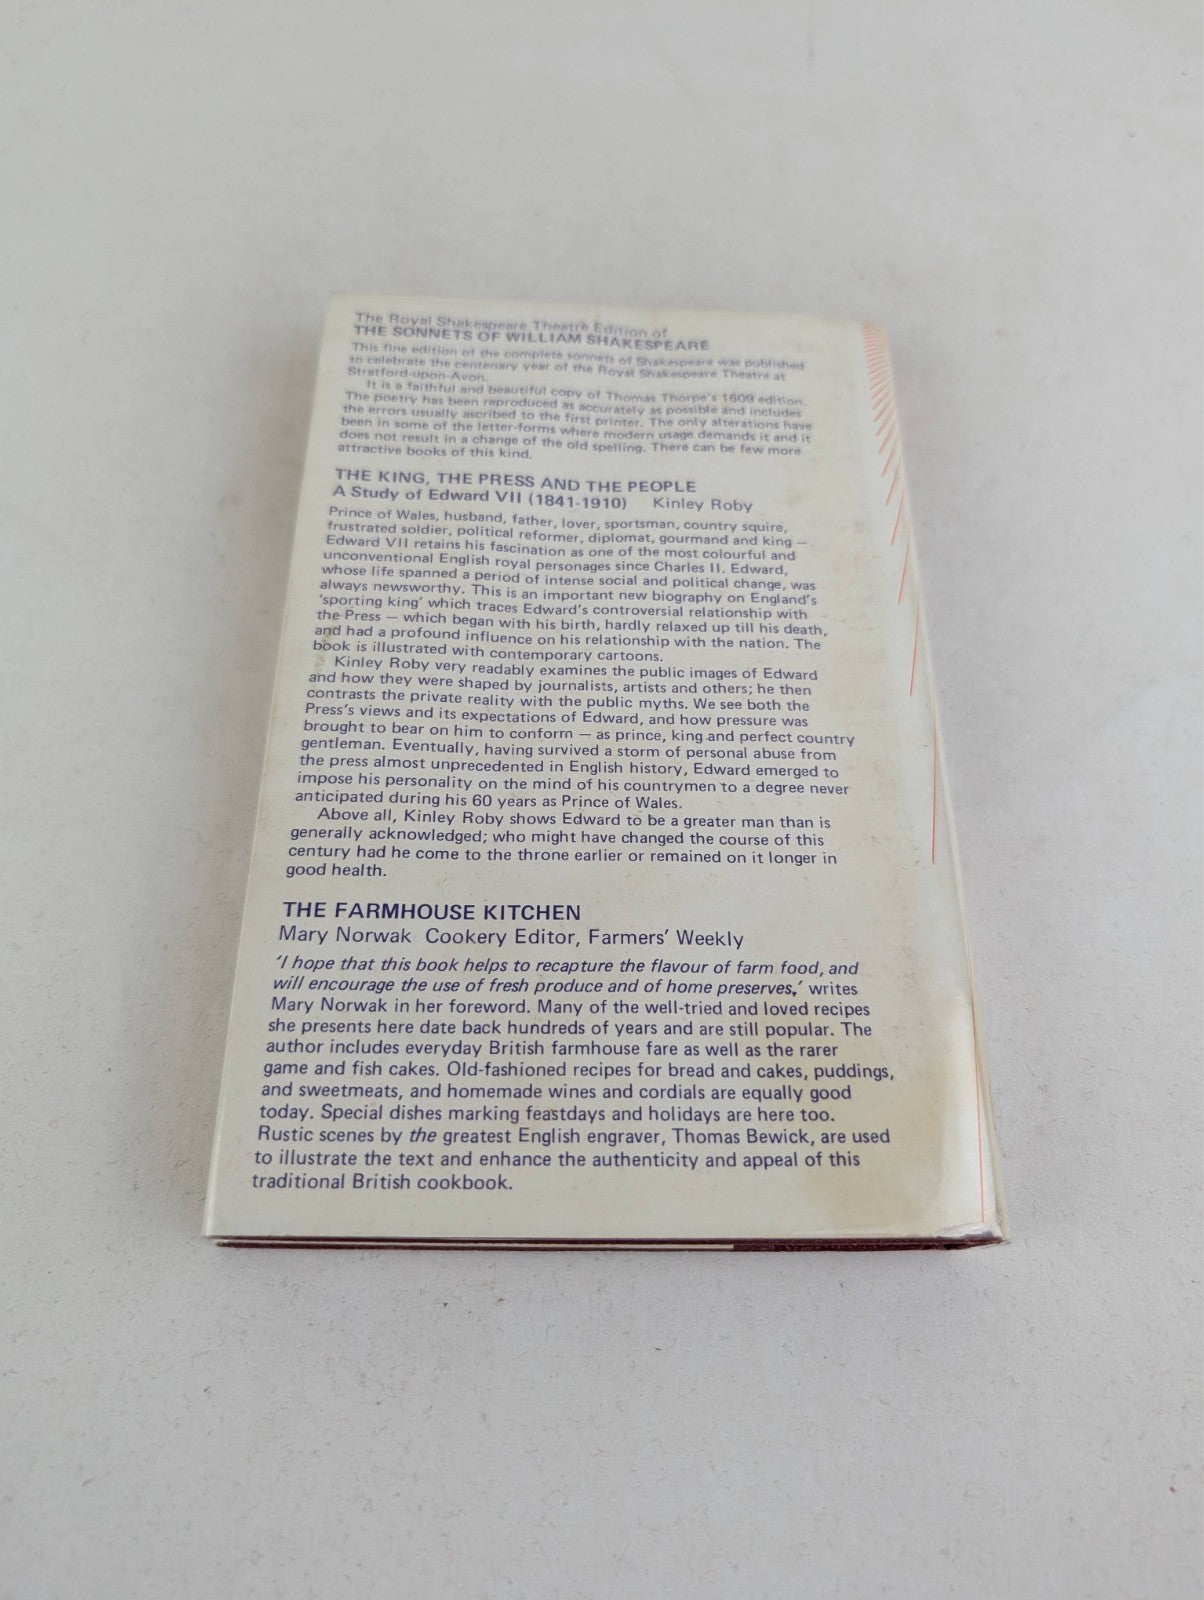 The Royal Shakespeare Theatre Edition of
THE SONNETS OF WILLIAM SHAKESPEARE
This fine edition of the complete sonnets of Shakespeare was published
to celebrate the centenary year of the Royal Shakespeare Theatre at
Stratford-upon-Avon.
It is a faithful and beautiful copy of Thomas Thorpe's 1609 edition.
The poetry has been reproduced as accurately as possible and includes
the errors usually ascribed to the first printer. The only alterations have
been in some of the letter-forms where modern usage demands it and it
does not result in a change of the old spelling. There can be few more
attractive books of this kind.
THE KING, THE PRESS AND THE PEOPLE
A Study of Edward VII (1841-1910) Kinley Roby
Prince of Wales, husband, father, lover, sportsman, country squire,
frustrated soldier, political reformer, diplomat, gourmand and king —
Edward VII retains his fascination as one of the most colourful and
unconventional English royal personages since Charles II. Edward,
whose life spanned a period of intense social and political change, was
always newsworthy. This is an important new biography on England's
'sporting king' which traces Edward's controversial relationship with
the Press — which began with his birth, hardly relaxed up till his death,
and had a profound influence on his relationship with the nation. The
book is illustrated with contemporary cartoons.
Kinley Roby very readably examines the public images of Edward
and how they were shaped by journalists, artists and others; he then
contrasts the private reality with the public myths. We see both the
Press's views and its expectations of Edward, and how pressure was
brought to bear on him to conform — as prince, king and perfect country
gentleman. Eventually, having survived a storm of personal abuse from
the press almost unprecedented in English history, Edward emerged to
impose his personality on the mind of his countrymen to a degree never
anticipated during his 60 years as Prince of Wales.
Above all, Kinley Roby shows Edward to be a greater man than is
generally acknowledged; who might have changed the course of this
century had he come to the throne earlier or remained on it longer in
good health.
THE FARMHOUSE KITCHEN
Mary Norwak Cookery Editor, Farmers' Weekly
'I hope that this book helps to recapture the flavour of farm food, and
will encourage the use of fresh produce and of home preserves,' writes
Mary Norwak in her foreword. Many of the well-tried and loved recipes
she presents here date back hundreds of years and are still popular. The
author includes everyday British farmhouse fare as well as the rarer
game and fish cakes. Old-fashioned recipes for bread and cakes, puddings,
and sweetmeats, and homemade wines and cordials are equally good
today. Special dishes marking feastdays and holidays are here too.
Rustic scenes by the greatest English engraver, Thomas Bewick, are used
to illustrate the text and enhance the authenticity and appeal of this
traditional British cookbook.